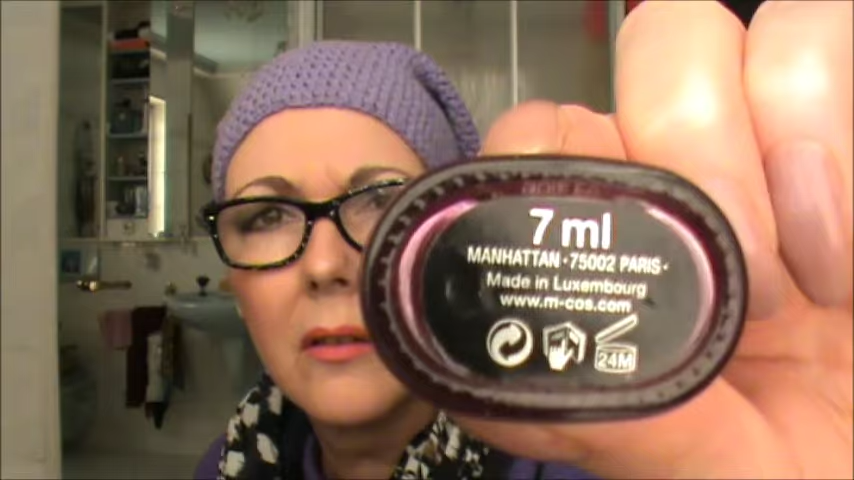 7 ml
MANHATTAN · 75002 PARIS ·
Made in Luxembourg
www.m-cos.com
24M